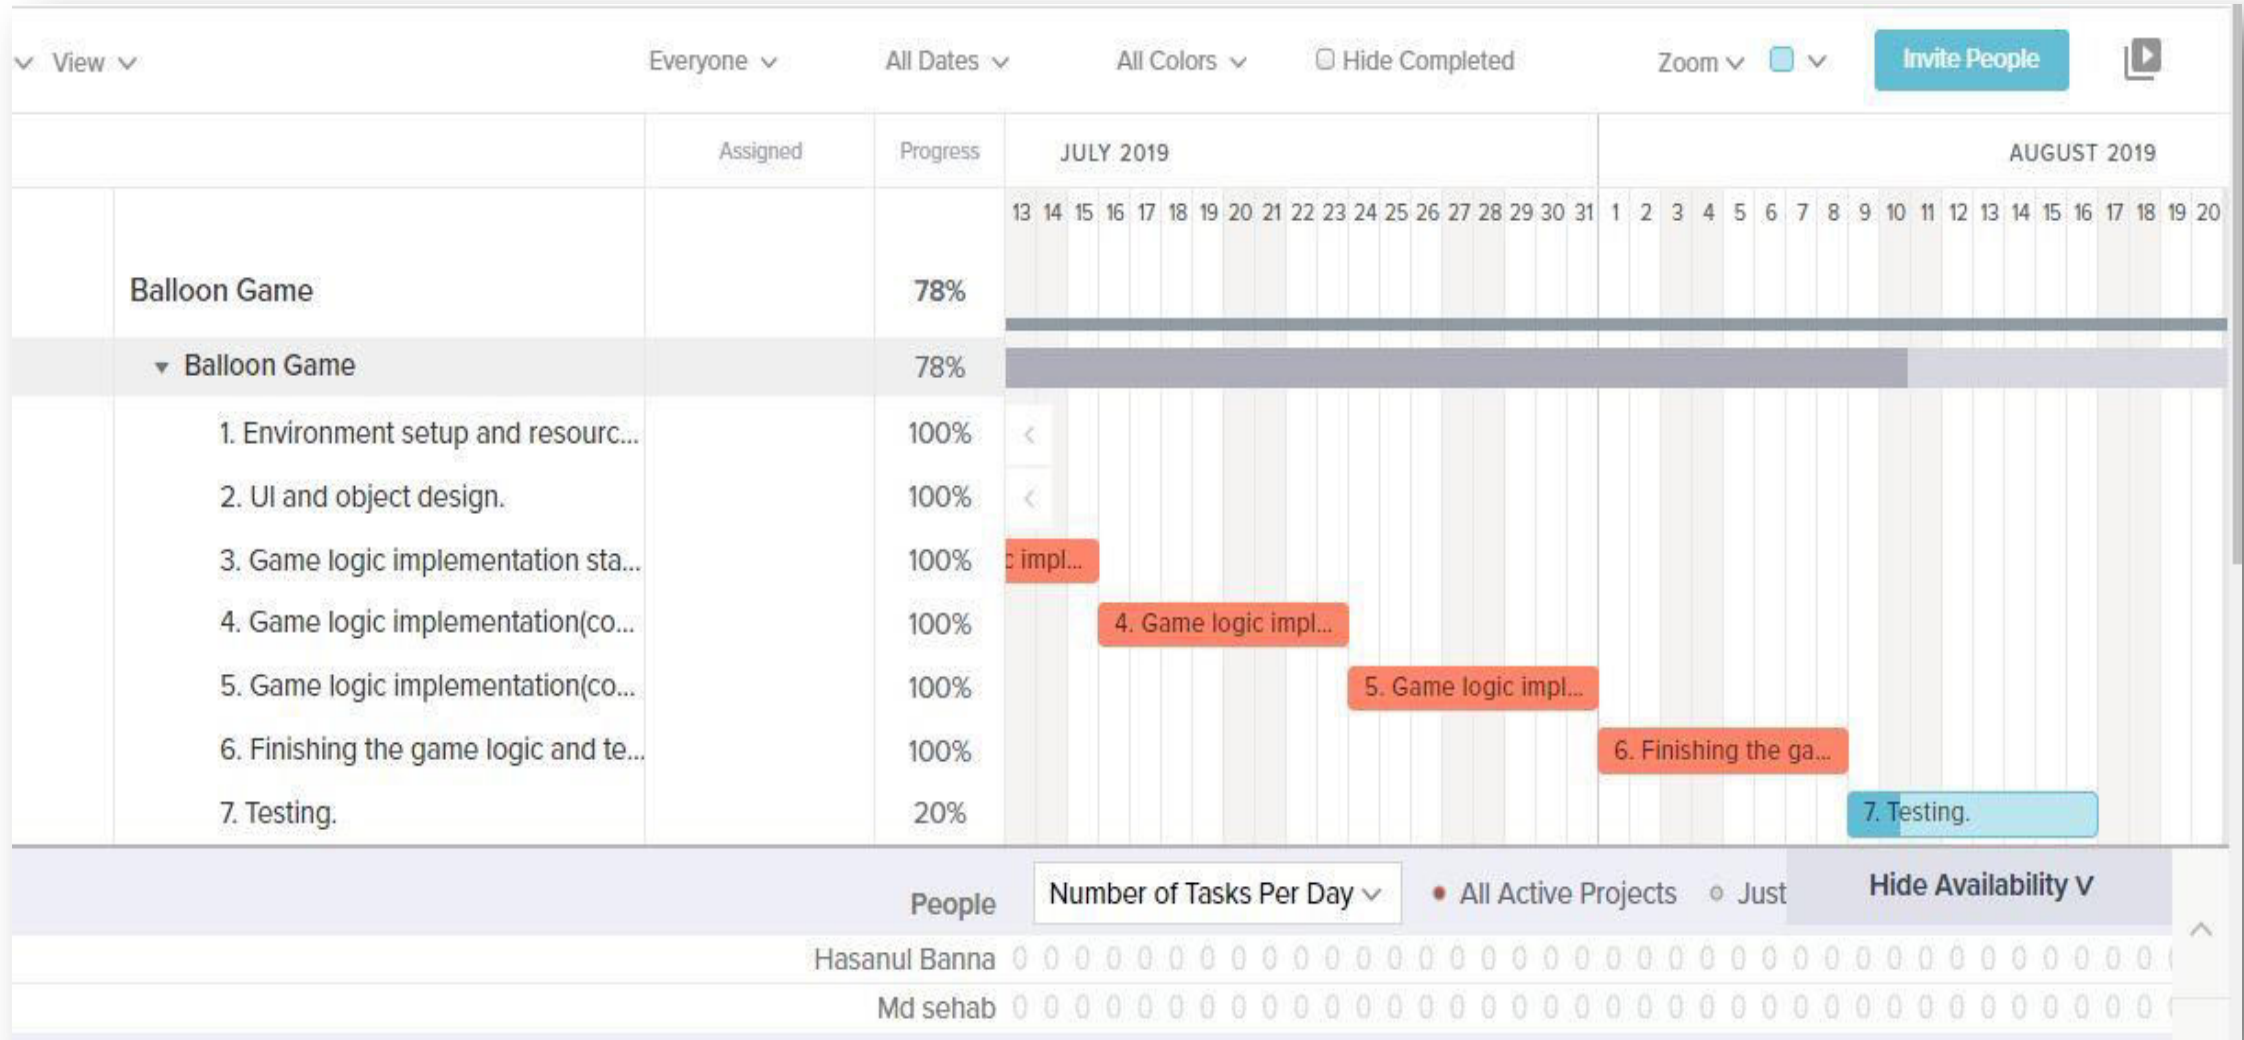 View Everyone All Dates All Colors Hide Completed Zoom Invite People
Assigned Progress JULY 2019 AUGUST 2019
13 14 15 16 17 18 19 20 21 22 23 24 25 26 27 28 29 30 31 1 2 3 4 5 6 7 8 9 10 11 12 13 14 15 16 17 18 19 20
Balloon Game 78%
Balloon Game 78%
1. Environment setup and resourc... 100%
2. UI and object design. 100%
3. Game logic implementation sta... 100% c impl...
4. Game logic implementation(co... 100% 4. Game logic impl...
5. Game logic implementation(co... 100% 5. Game logic impl...
6. Finishing the game logic and te... 100% 6. Finishing the ga...
7. Testing. 20% 7. Testing.
People Number of Tasks Per Day All Active Projects Just Hide Availability V
Hasanul Banna 0 0 0 0 0 0 0 0 0 0 0 0 0 0 0 0 0 0 0 0 0 0 0 0 0 0 0 0 0 0 0 0 0 0 0 0 0
Md sehab 0 0 0 0 0 0 0 0 0 0 0 0 0 0 0 0 0 0 0 0 0 0 0 0 0 0 0 0 0 0 0 0 0 0 0 0 0